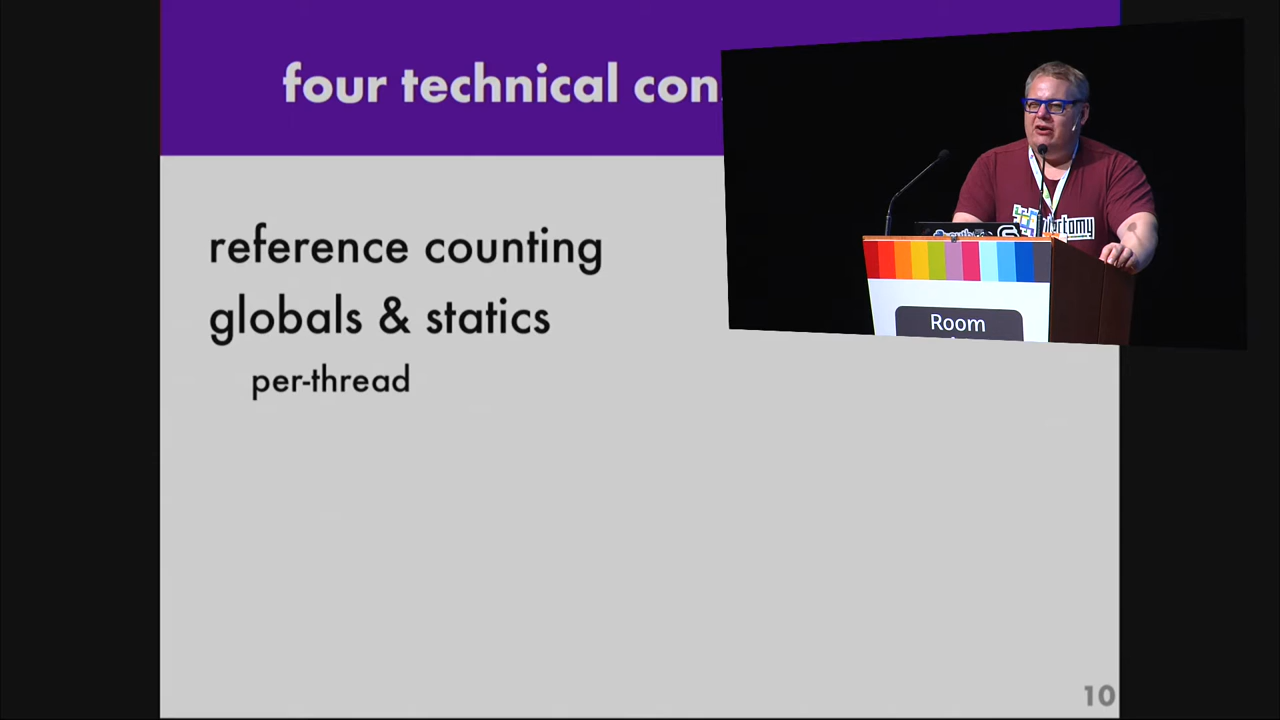 four technical con
reference counting
globals & statics
per-thread
Room
10